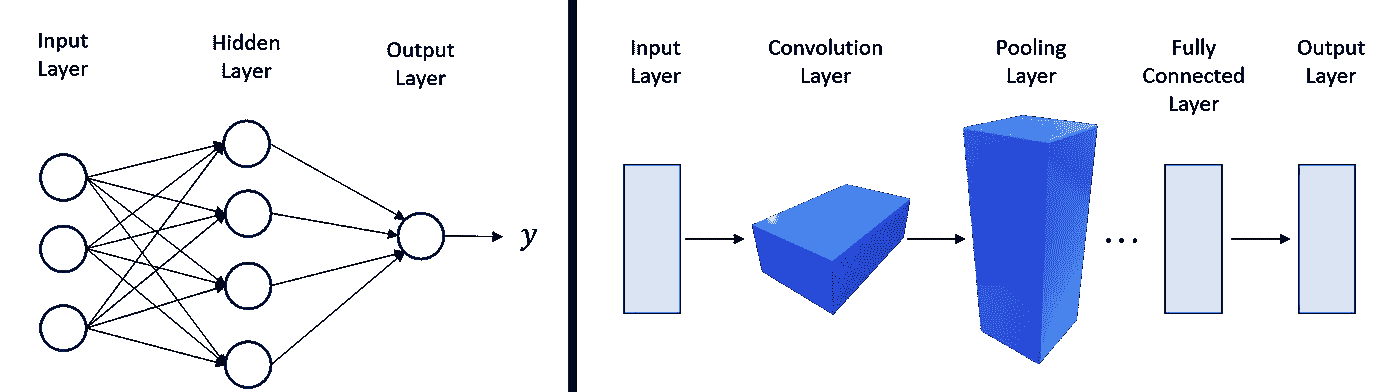 Input
Layer
Hidden
Layer
Output
Layer
y
Input
Layer
Convolution
Layer
Pooling
Layer
...
Fully
Connected
Layer
Output
Layer